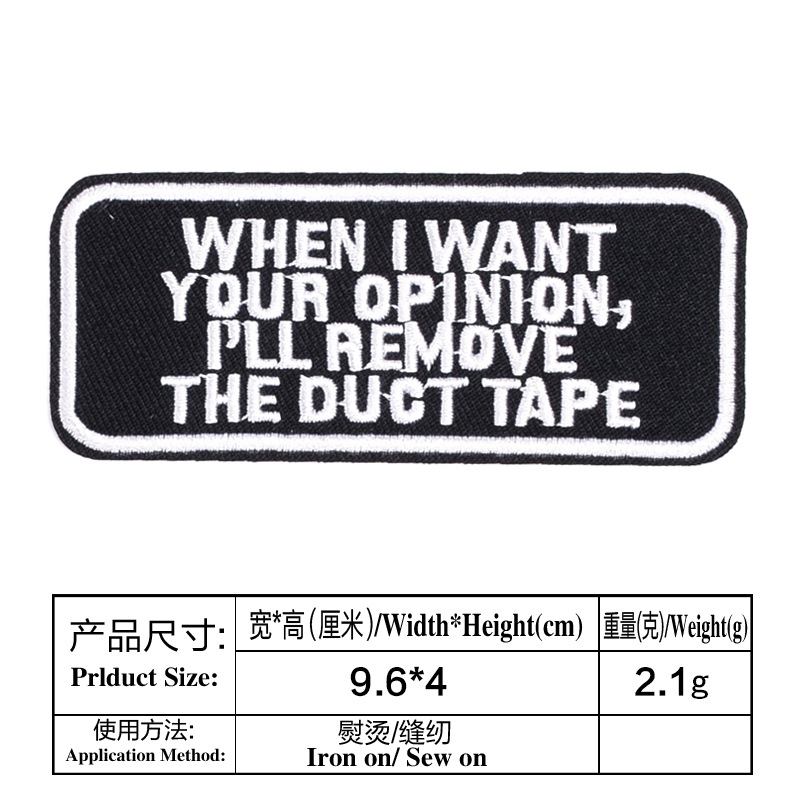 WHEN I WANT
YOUR OPINION,
I'LL REMOVE
THE DUCT TAPE
产品尺寸:
Prlduct Size:
宽*高(厘米)/Width*Height(cm)
重量(克)/Weight(g)
9.6*4
2.1g
使用方法:
Application Method:
熨烫/缝纫
Iron on/ Sew on